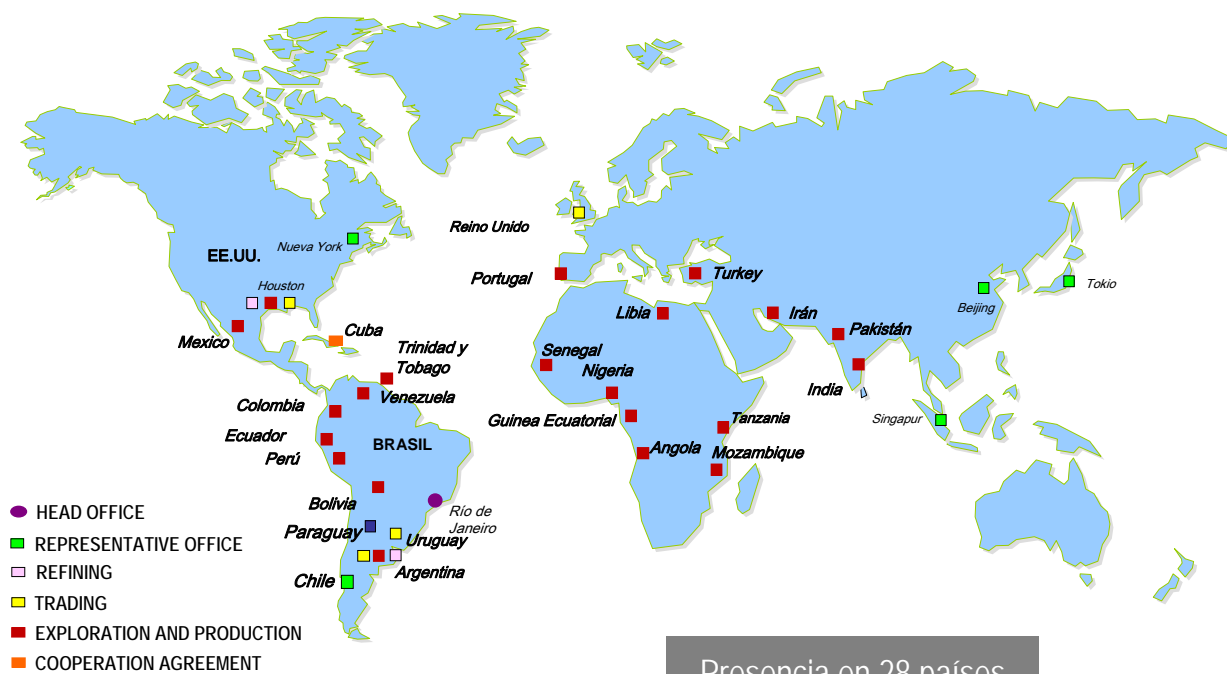 Reino Unido
Nueva York
EE.UU.
Portugal
Turkey
Houston
Tokio
Beijing
Libia
Irán
Mexico
Cuba
Pakistán
Trinidad y
Tobago
Senegal
Nigeria
India
Venezuela
Colombia
Guinea Ecuatorial
Tanzania
Singapur
Ecuador
BRASIL
Perú
Angola
Mozambique
Bolivia
Río de
Janeiro
Paraguay
Uruguay
Argentina
Chile
HEAD OFFICE
REPRESENTATIVE OFFICE
REFINING
TRADING
EXPLORATION AND PRODUCTION
COOPERATION AGREEMENT
Presencia en 28 países